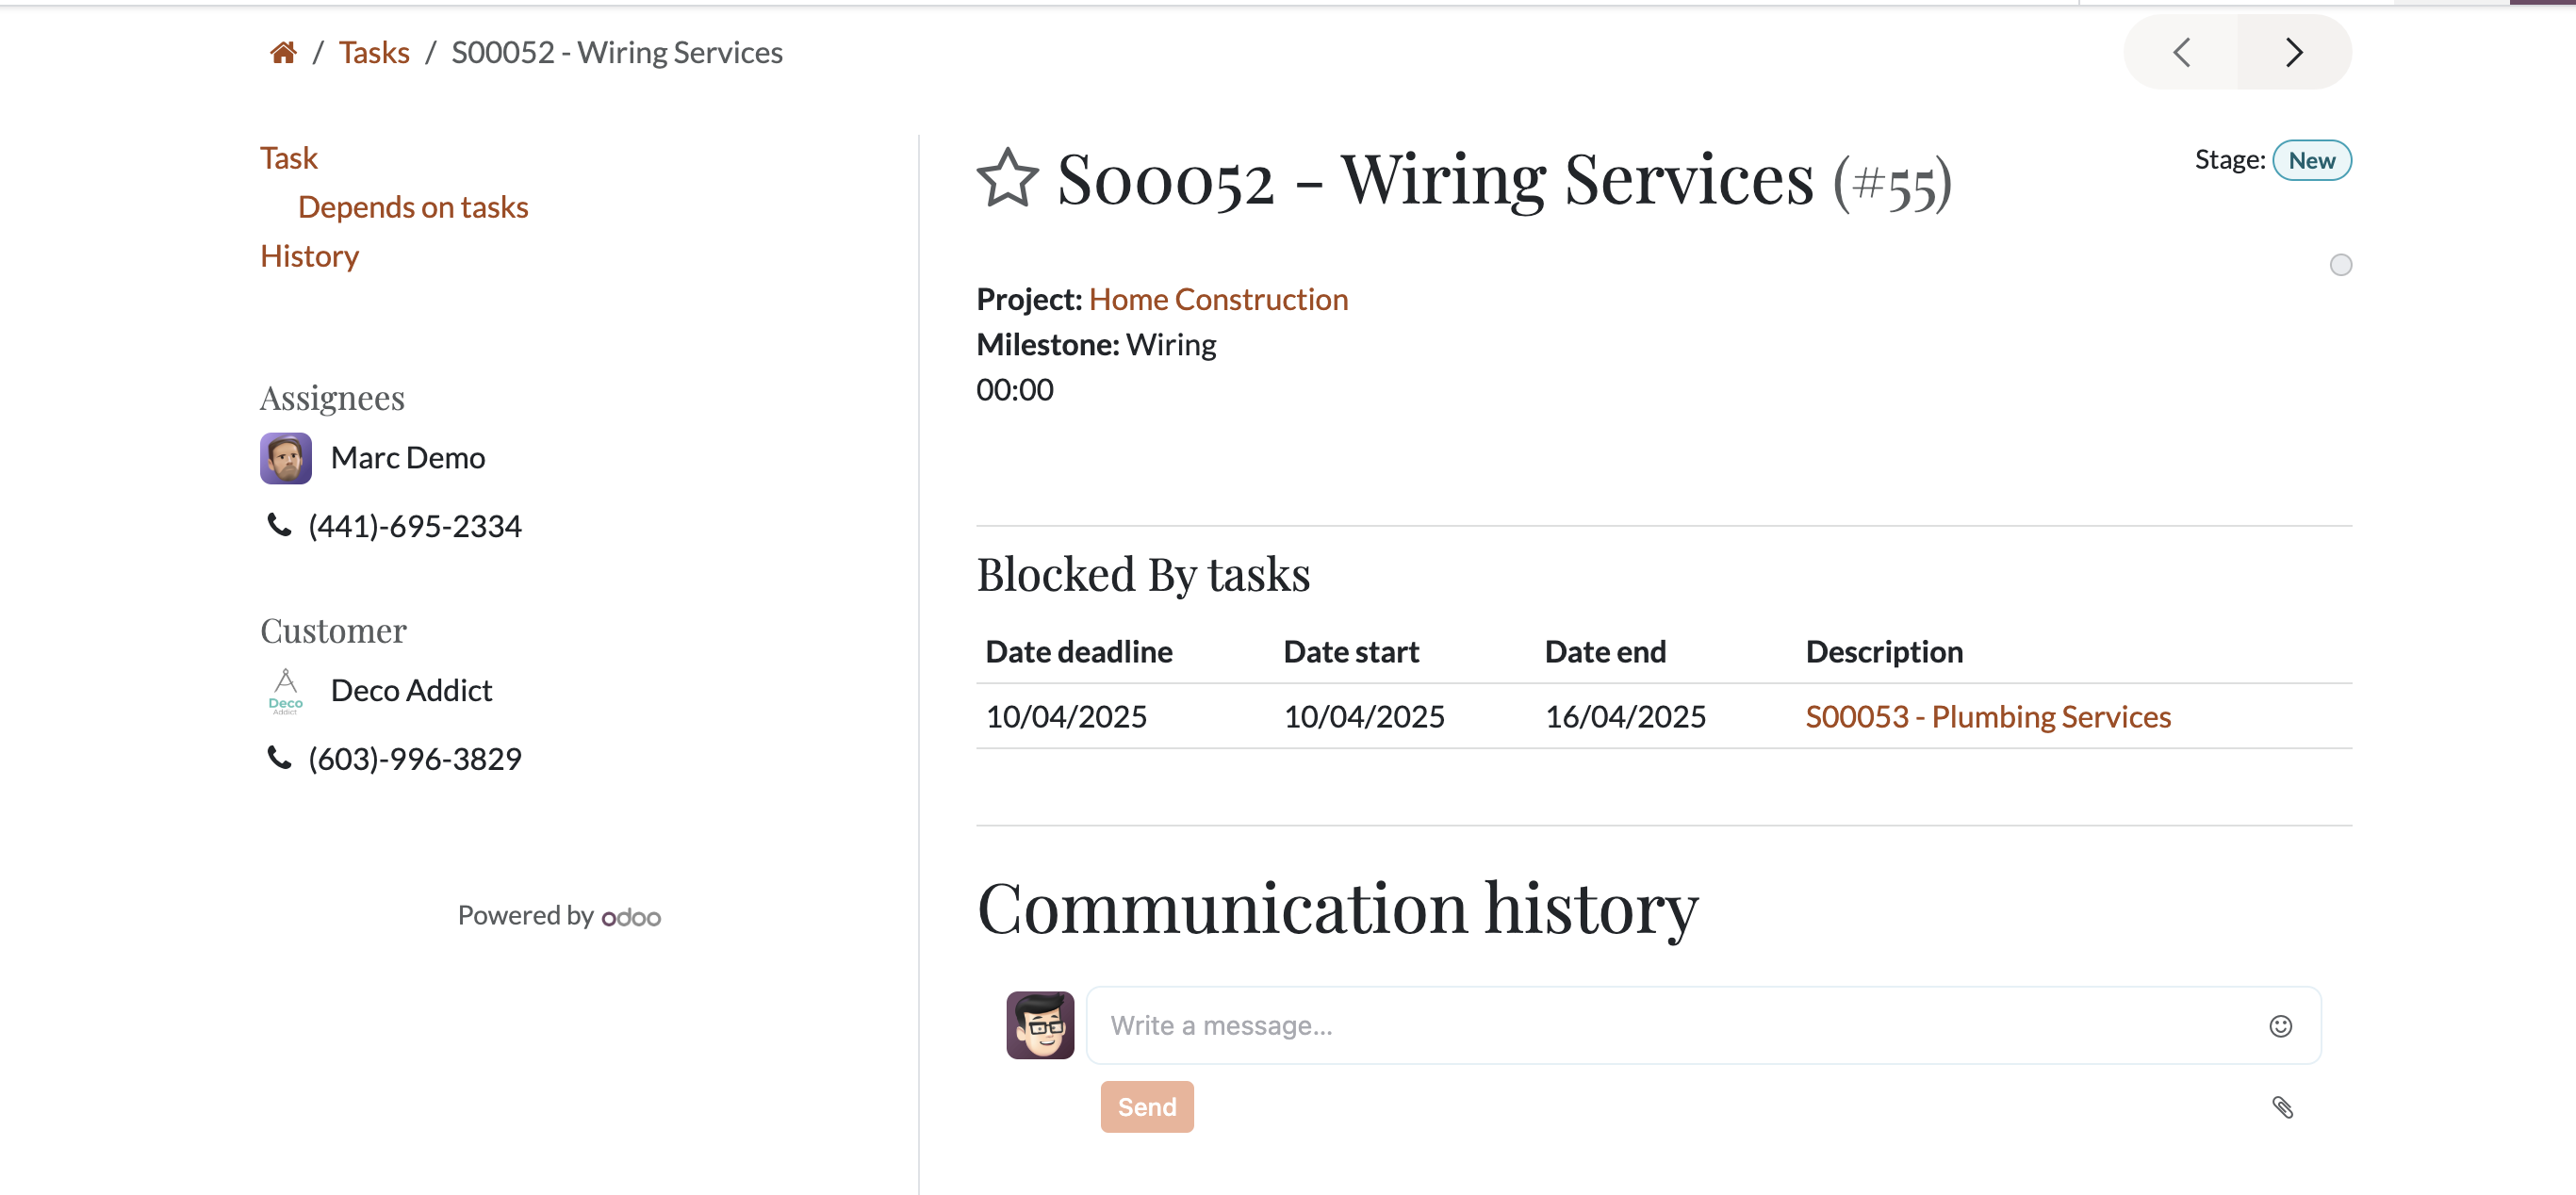 / Tasks / S00052 - Wiring Services
Task
Depends on tasks
History
Assignees
Marc Demo
(441)-695-2334
Customer
Deco
Addict
Deco Addict
(603)-996-3829
Powered by odoo
S00052 - Wiring Services (#55)
Stage: New
Project: Home Construction
Milestone: Wiring
00:00
Blocked By tasks
Date deadline Date start Date end Description
10/04/2025 10/04/2025 16/04/2025 S00053 - Plumbing Services
Communication history
Write a message...
Send